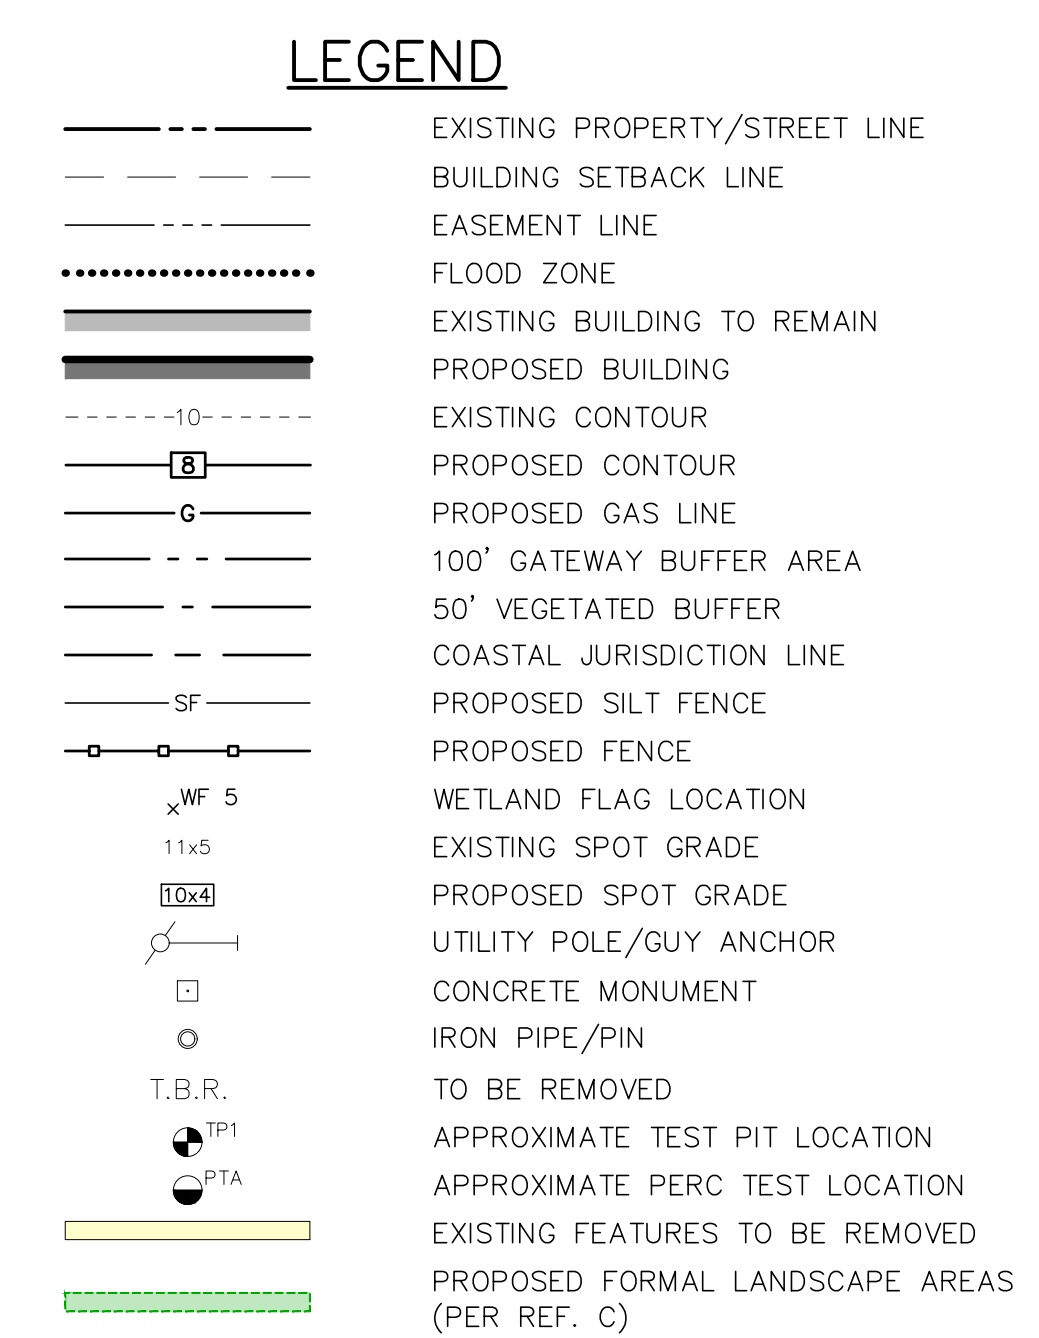 LEGEND
EXISTING PROPERTY/STREET LINE
BUILDING SETBACK LINE
EASEMENT LINE
FLOOD ZONE
EXISTING BUILDING TO REMAIN
PROPOSED BUILDING
10 EXISTING CONTOUR
8 PROPOSED CONTOUR
G PROPOSED GAS LINE
100' GATEWAY BUFFER AREA
50' VEGETATED BUFFER
COASTAL JURISDICTION LINE
SF PROPOSED SILT FENCE
PROPOSED FENCE
xWF 5 WETLAND FLAG LOCATION
11x5 EXISTING SPOT GRADE
10x4 PROPOSED SPOT GRADE
UTILITY POLE/GUY ANCHOR
CONCRETE MONUMENT
IRON PIPE/PIN
T.B.R. TO BE REMOVED
TP1 APPROXIMATE TEST PIT LOCATION
PTA APPROXIMATE PERC TEST LOCATION
EXISTING FEATURES TO BE REMOVED
PROPOSED FORMAL LANDSCAPE AREAS
(PER REF. C)